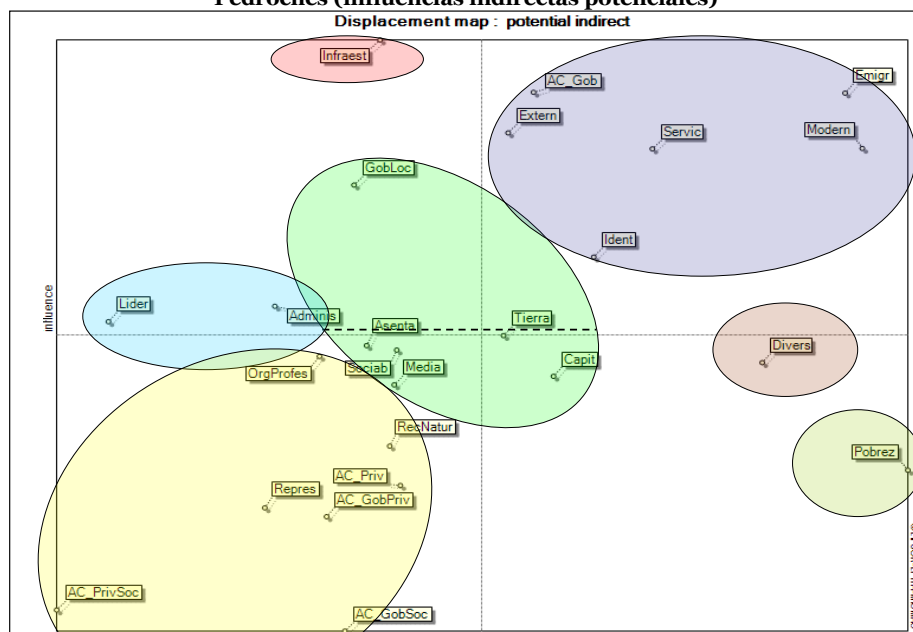 Pedroches (influencias indirectas potenciales)
Displacement map : potential indirect
Infraest
AC_Gob
Emigr
Extern
Servic
Modern
GobLoc
Ident
influence
Lider
Adminis
Tierra
Asenta
Divers
OrgProfes
Sociab
Media
Capit
RecNatur
Pobrez
AC_Priv
Repres
AC_GobPriv
AC_PrivSoc
AC_GobSoc